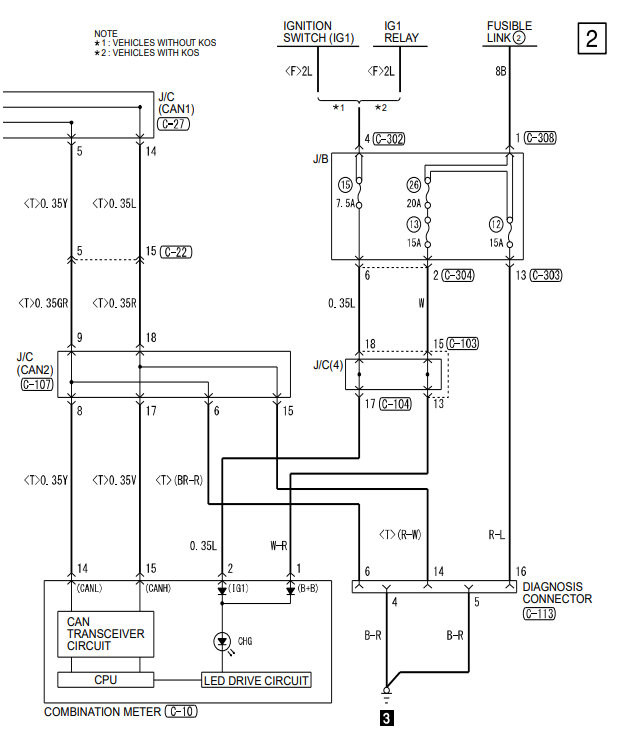 NOTE
*1 : VEHICLES WITHOUT KOS
*2 : VEHICLES WITH KOS
IGNITION
SWITCH (IG1)
IG1
RELAY
FUSIBLE
LINK ②
2
<F>2L
<F>2L
8B
*1
*2
J/C
(CAN1)
C-27
5
14
4
C-302
1
C-308
J/B
15
7.5A
26
20A
13
15A
12
15A
<T>0.35Y
<T>0.35L
5
15
C-22
6
2
C-304
13
C-303
<T>0.35GR
<T>0.35R
0.35L
W
9
18
18
15
C-103
J/C
(CAN2)
C-107
J/C(4)
8
17
6
15
17
C-104
13
<T>0.35Y
<T>0.35V
<T>(BR-R)
<T>(R-W)
R-L
0.35L
W-R
14
15
2
1
6
14
16
(CANL)
(CANH)
(IG1)
(B+B)
DIAGNOSIS
CONNECTOR
C-113
4
5
CAN
TRANSCEIVER
CIRCUIT
CHG
B-R
B-R
CPU
LED DRIVE CIRCUIT
COMBINATION METER
C-10
3